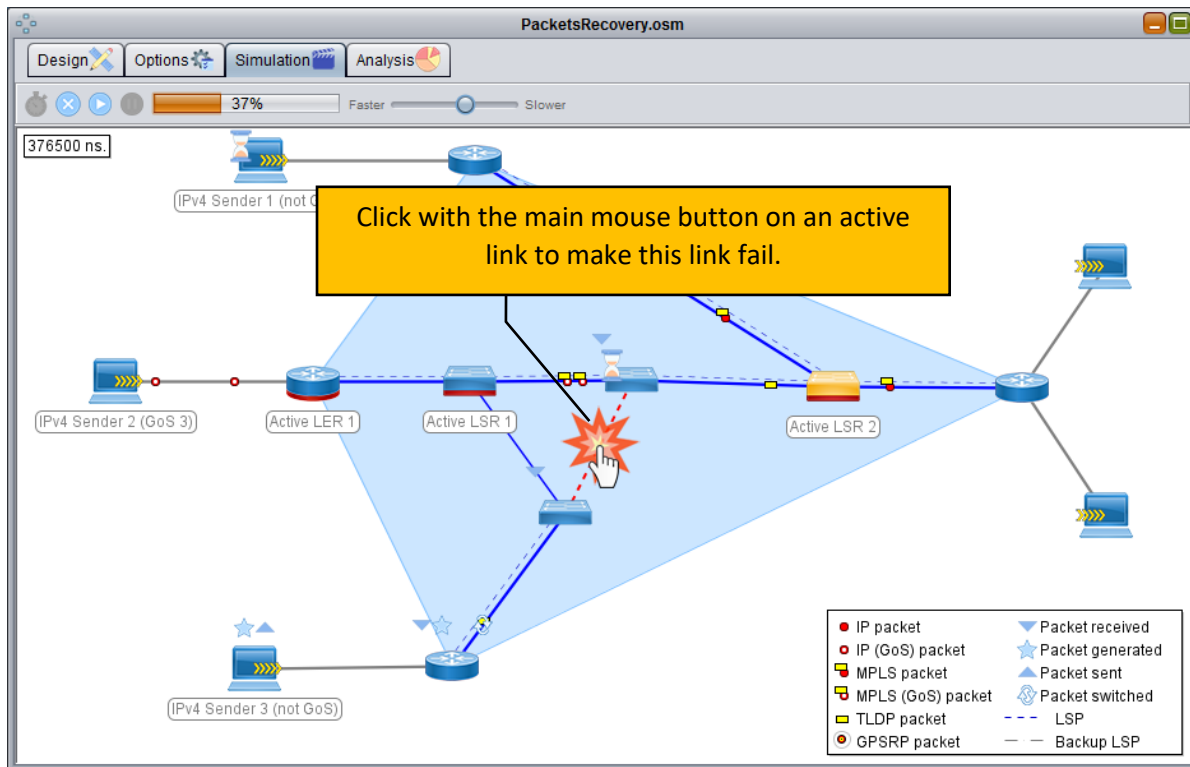 PacketsRecovery.osm
Design
Options
Simulation
Analysis
37%
Faster
Slower
376500 ns.
IPv4 Sender 1 (not
Click with the main mouse button on an active
link to make this link fail.
IPv4 Sender 2 (GoS 3)
Active LER 1
Active LSR 1
Active LSR 2
IPv4 Sender 3 (not GoS)
IP packet
Packet received
IP (GoS) packet
Packet generated
MPLS packet
Packet sent
MPLS (GoS) packet
Packet switched
TLDP packet
LSP
GPSRP packet
Backup LSP